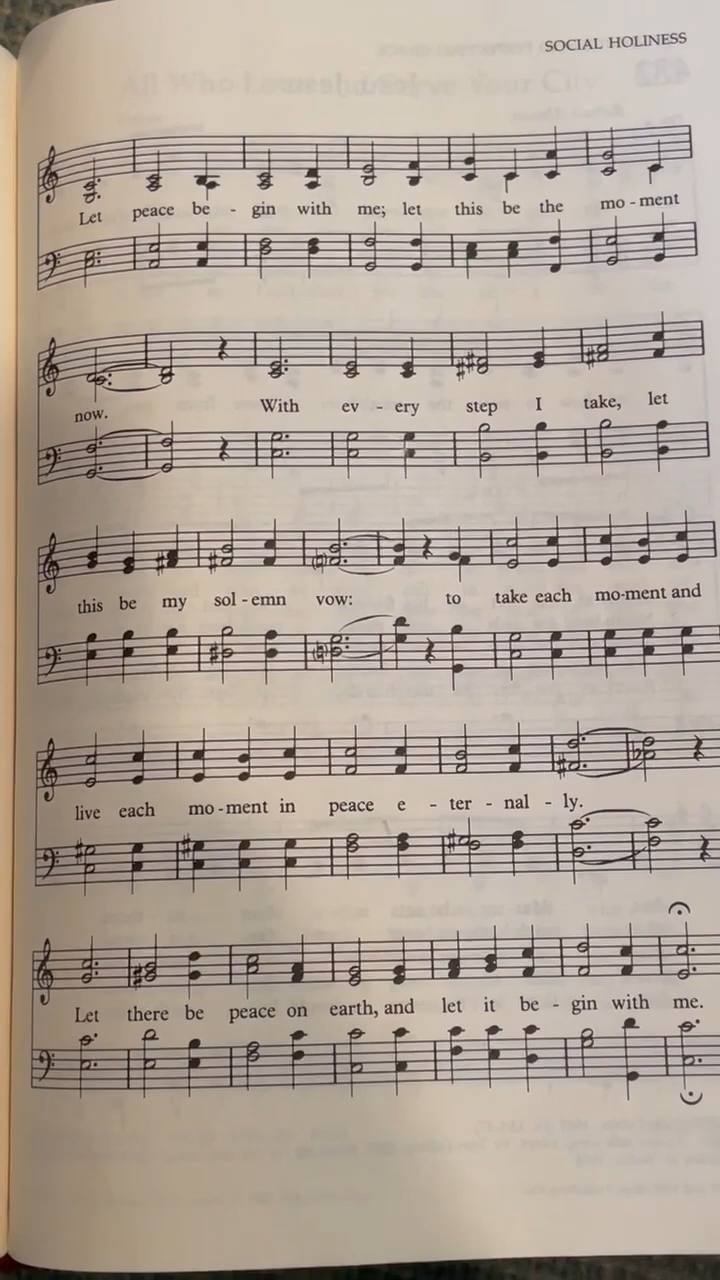 SOCIAL HOLINESS
Let peace be - gin with me; let this be the mo - ment
now. With ev - ery step I take, let
this be my sol - emn vow: to take each mo - ment and
live each mo - ment in peace e - ter - nal - ly.
Let there be peace on earth, and let it be - gin with me.